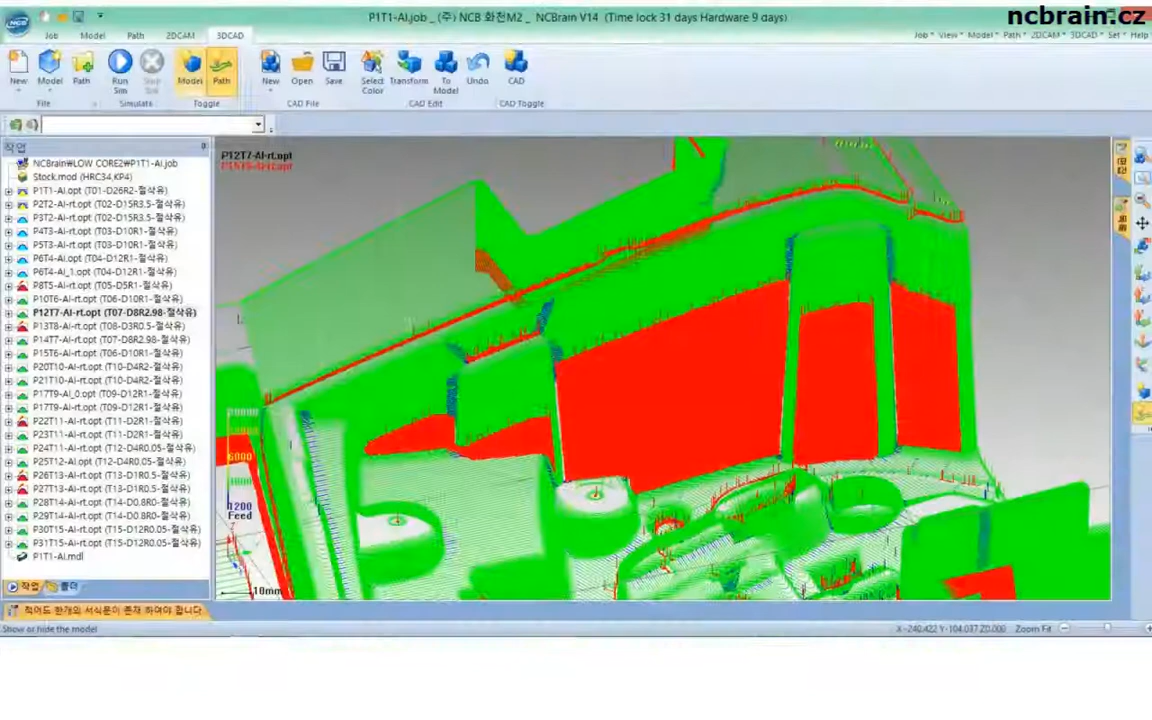 P1T1-AI.job _ (주) NCB 화천M2 _ NCBrain V14 (Time lock 31 days Hardware 9 days)
ncbrain.cz
Job Model Path 2DCAM 3DCAD
Job View Model Path 2DCAM 3DCAD Set Help
New Model Path Run Sim Model Path New Open Save Select Color Transform To Model Undo CAD
File Simulate Toggle CAD File CAD Edit CAD Toggle
작업
NCBrain₩LOW CORE2₩P1T1-AI.job
Stock.mod (HRC34,KP4)
P1T1-AI.opt (T01-D26R2-절삭유)
P2T2-AI-rt.opt (T02-D15R3.5-절삭유)
P3T2-AI-rt.opt (T02-D15R3.5-절삭유)
P4T3-AI-rt.opt (T03-D10R1-절삭유)
P5T3-AI-rt.opt (T03-D10R1-절삭유)
P6T4-AI.opt (T04-D12R1-절삭유)
P6T4-AI_1.opt (T04-D12R1-절삭유)
P8T5-AI-rt.opt (T05-D5R1-절삭유)
P10T6-AI-rt.opt (T06-D10R1-절삭유)
P12T7-AI-rt.opt (T07-D8R2.98-절삭유)
P13T8-AI-rt.opt (T08-D3R0.5-절삭유)
P14T7-AI-rt.opt (T07-D8R2.98-절삭유)
P15T6-AI-rt.opt (T06-D10R1-절삭유)
P20T10-AI-rt.opt (T10-D4R2-절삭유)
P21T10-AI-rt.opt (T10-D4R2-절삭유)
P17T9-AI_0.opt (T09-D12R1-절삭유)
P17T9-AI-rt.opt (T09-D12R1-절삭유)
P22T11-AI-rt.opt (T11-D2R1-절삭유)
P23T11-AI-rt.opt (T11-D2R1-절삭유)
P24T11-AI-rt.opt (T12-D4R0.05-절삭유)
P25T12-AI.opt (T12-D4R0.05-절삭유)
P26T13-AI-rt.opt (T13-D1R0.5-절삭유)
P27T13-AI-rt.opt (T13-D1R0.5-절삭유)
P28T14-AI-rt.opt (T14-D0.8R0-절삭유)
P29T14-AI-rt.opt (T14-D0.8R0-절삭유)
P30T15-AI-rt.opt (T15-D12R0.05-절삭유)
P31T15-AI-rt.opt (T15-D12R0.05-절삭유)
P1T1-AI.mdl
작업 폴더
적어도 한개의 서식문이 존재 하여야 합니다
P12T7-AI-rt.opt
P15T6-AI-rt.opt
6000
1200
Feed
10mm
Show or hide the model
X-240.422 Y-104.037 Z0.000 Zoom Fit